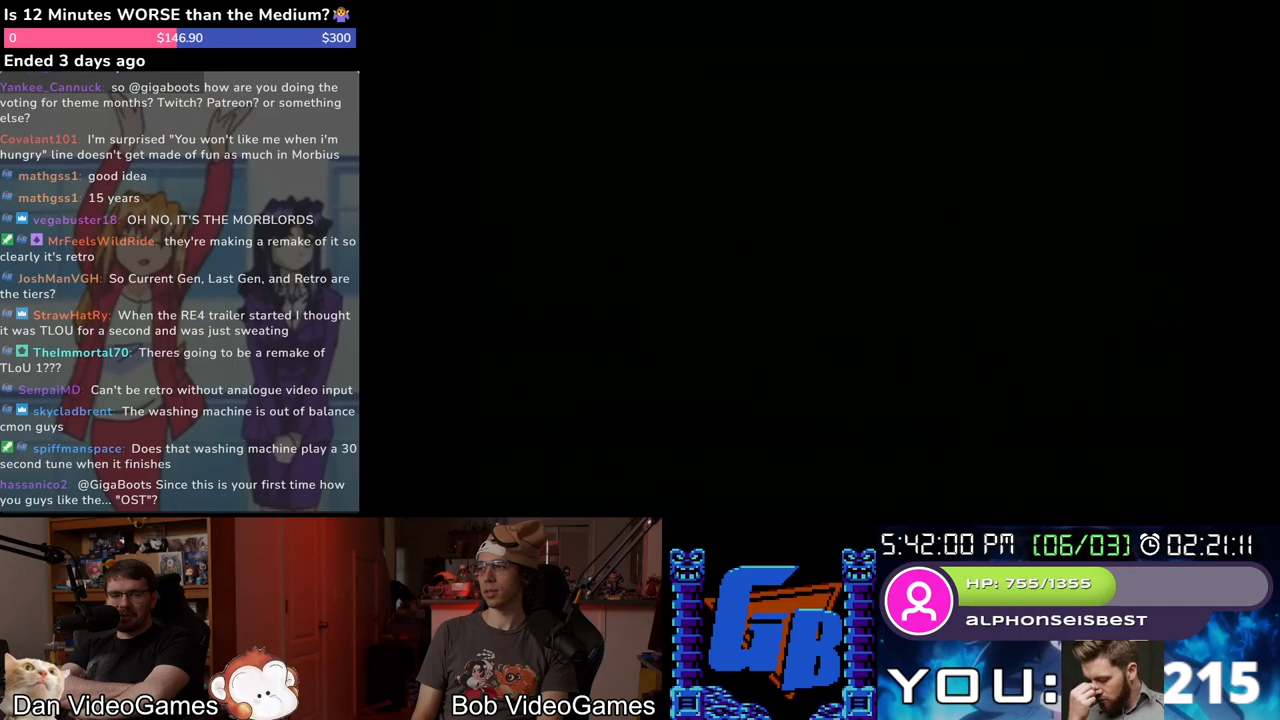 Is 12 Minutes WORSE than the Medium?🤷‍♀️
0 $146.90 $300
Ended 3 days ago
Yankee_Cannuck: so @gigaboots how are you doing the
voting for theme months? Twitch? Patreon? or something
else?
Covalant101: I'm surprised "You won't like me when i'm
hungry" line doesn't get made of fun as much in Morbius
mathgss1: good idea
mathgss1: 15 years
vegabuster18: OH NO, IT'S THE MORBLORDS
MrFeelsWildRide: they're making a remake of it so
clearly it's retro
JoshManVGH: So Current Gen, Last Gen, and Retro are
the tiers?
StrawHatRy: When the RE4 trailer started I thought
it was TLOU for a second and was just sweating
TheImmortal70: Theres going to be a remake of
TLoU 1???
SenpaiMD: Can't be retro without analogue video input
skycladbrent: The washing machine is out of balance
cmon guys
spiffmanspace: Does that washing machine play a 30
second tune when it finishes
hassanico2: @GigaBoots Since this is your first time how
you guys like the... "OST"?
Dan VideoGames
Bob VideoGames
GB
5:42:00 PM [06/03] 02:21:11
HP: 755/1355
ALPHONSEISBEST
YOU: 215